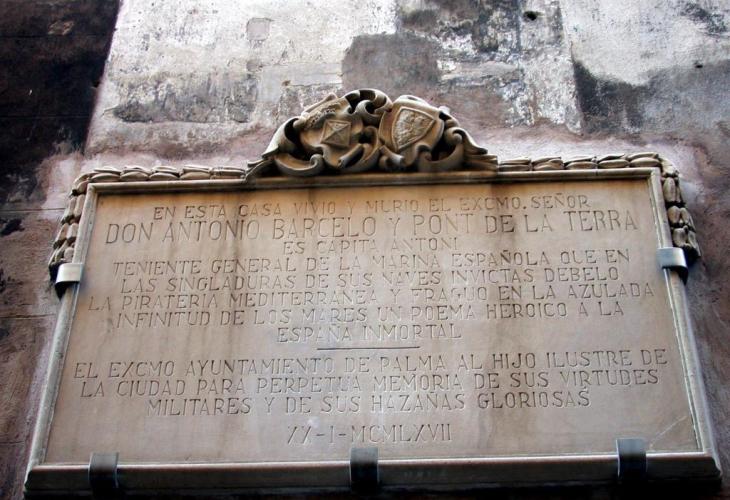 EN ESTA CASA VIVIO Y MURIO EL EXCMO. SEÑOR
DON ANTONIO BARCELO Y PONT DE LA TERRA
ES CAPITA ANTONI
TENIENTE GENERAL DE LA MARINA ESPAÑOLA QUE EN
LAS SINGLADURAS DE SUS NAVES INVICTAS DEBELO
LA PIRATERIA MEDITERRANEA Y FRAGUO EN LA AZULADA
INFINITUD DE LOS MARES UN POEMA HEROICO A LA
ESPAÑA INMORTAL
EL EXCMO AYUNTAMIENTO DE PALMA AL HIJO ILUSTRE DE
LA CIUDAD PARA PERPETUA MEMORIA DE SUS VIRTUDES
MILITARES Y DE SUS HAZAÑAS GLORIOSAS
XX-I-MCMLXVII